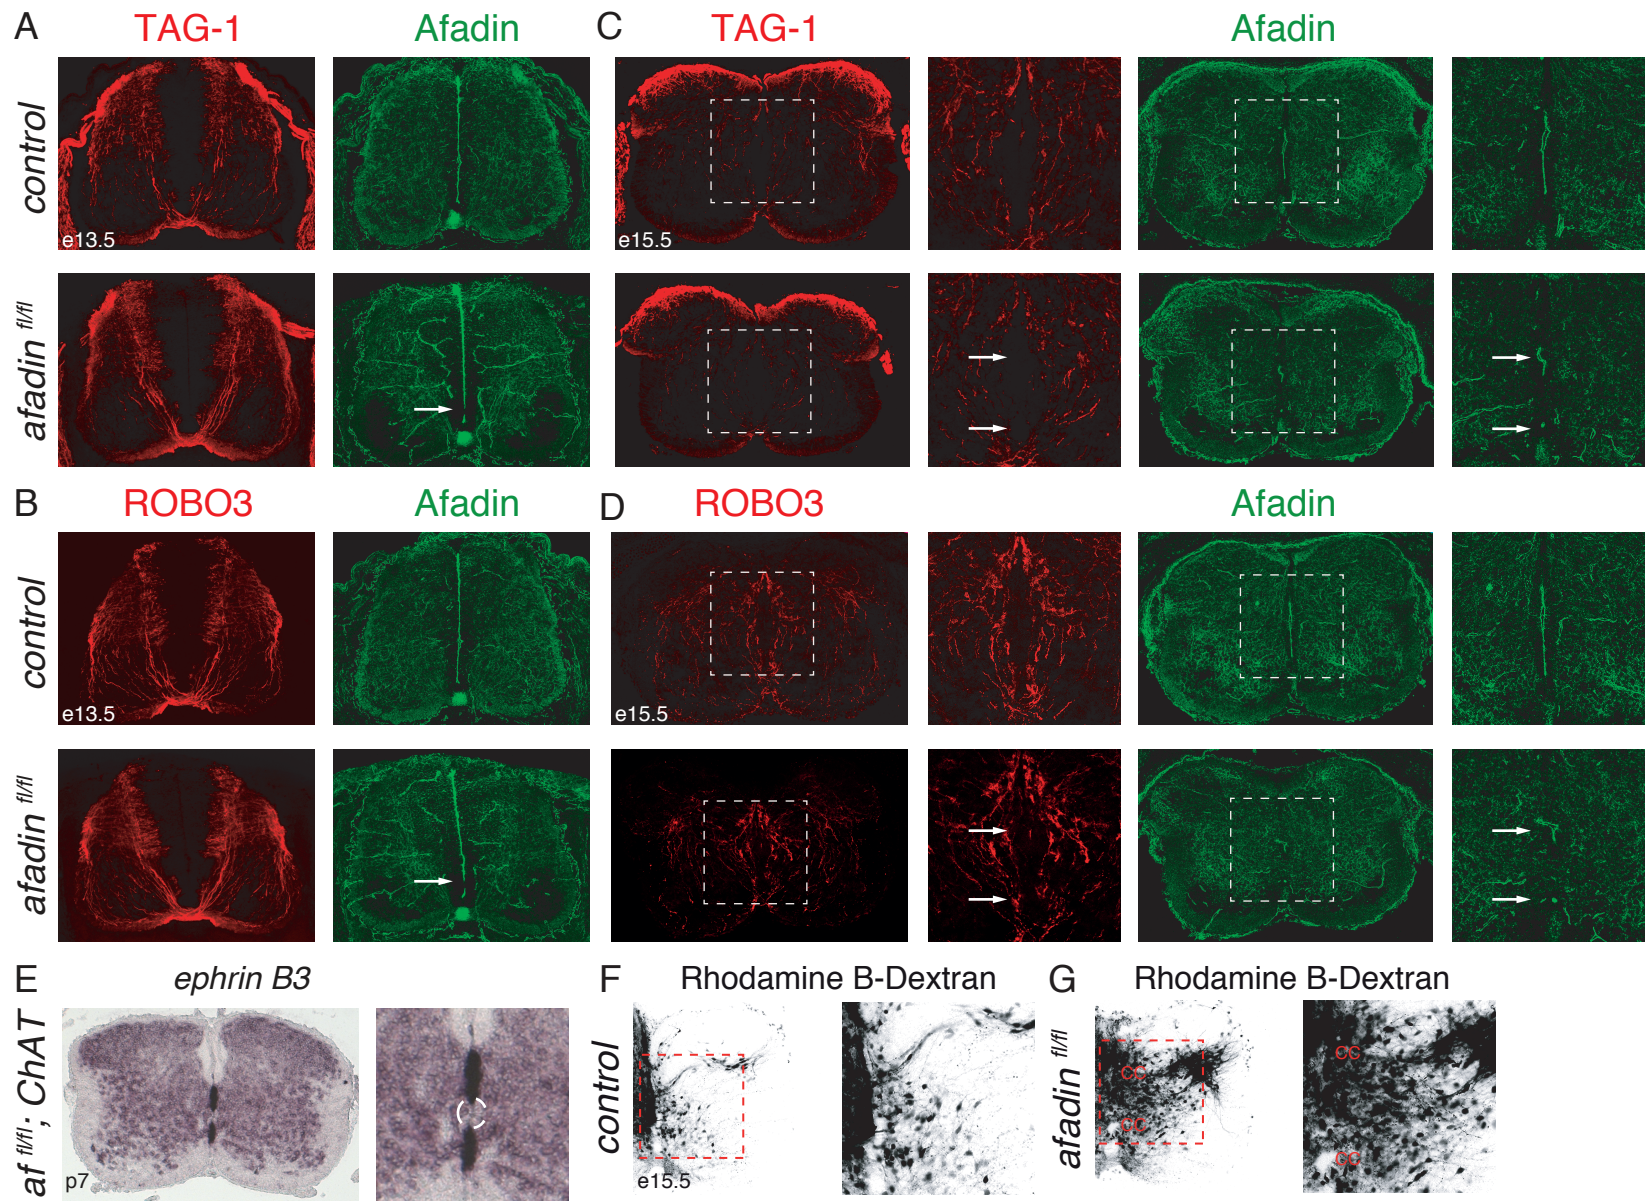 A TAG-1 Afadin C TAG-1 Afadin
control
e13.5
e15.5
afadin fl/fl
B ROBO3 Afadin D ROBO3 Afadin
control
e13.5
e15.5
afadin fl/fl
E ephrin B3 F Rhodamine B-Dextran G Rhodamine B-Dextran
af fl/fl; ChAT
p7
control
e15.5
afadin fl/fl
CC
CC
CC
CC